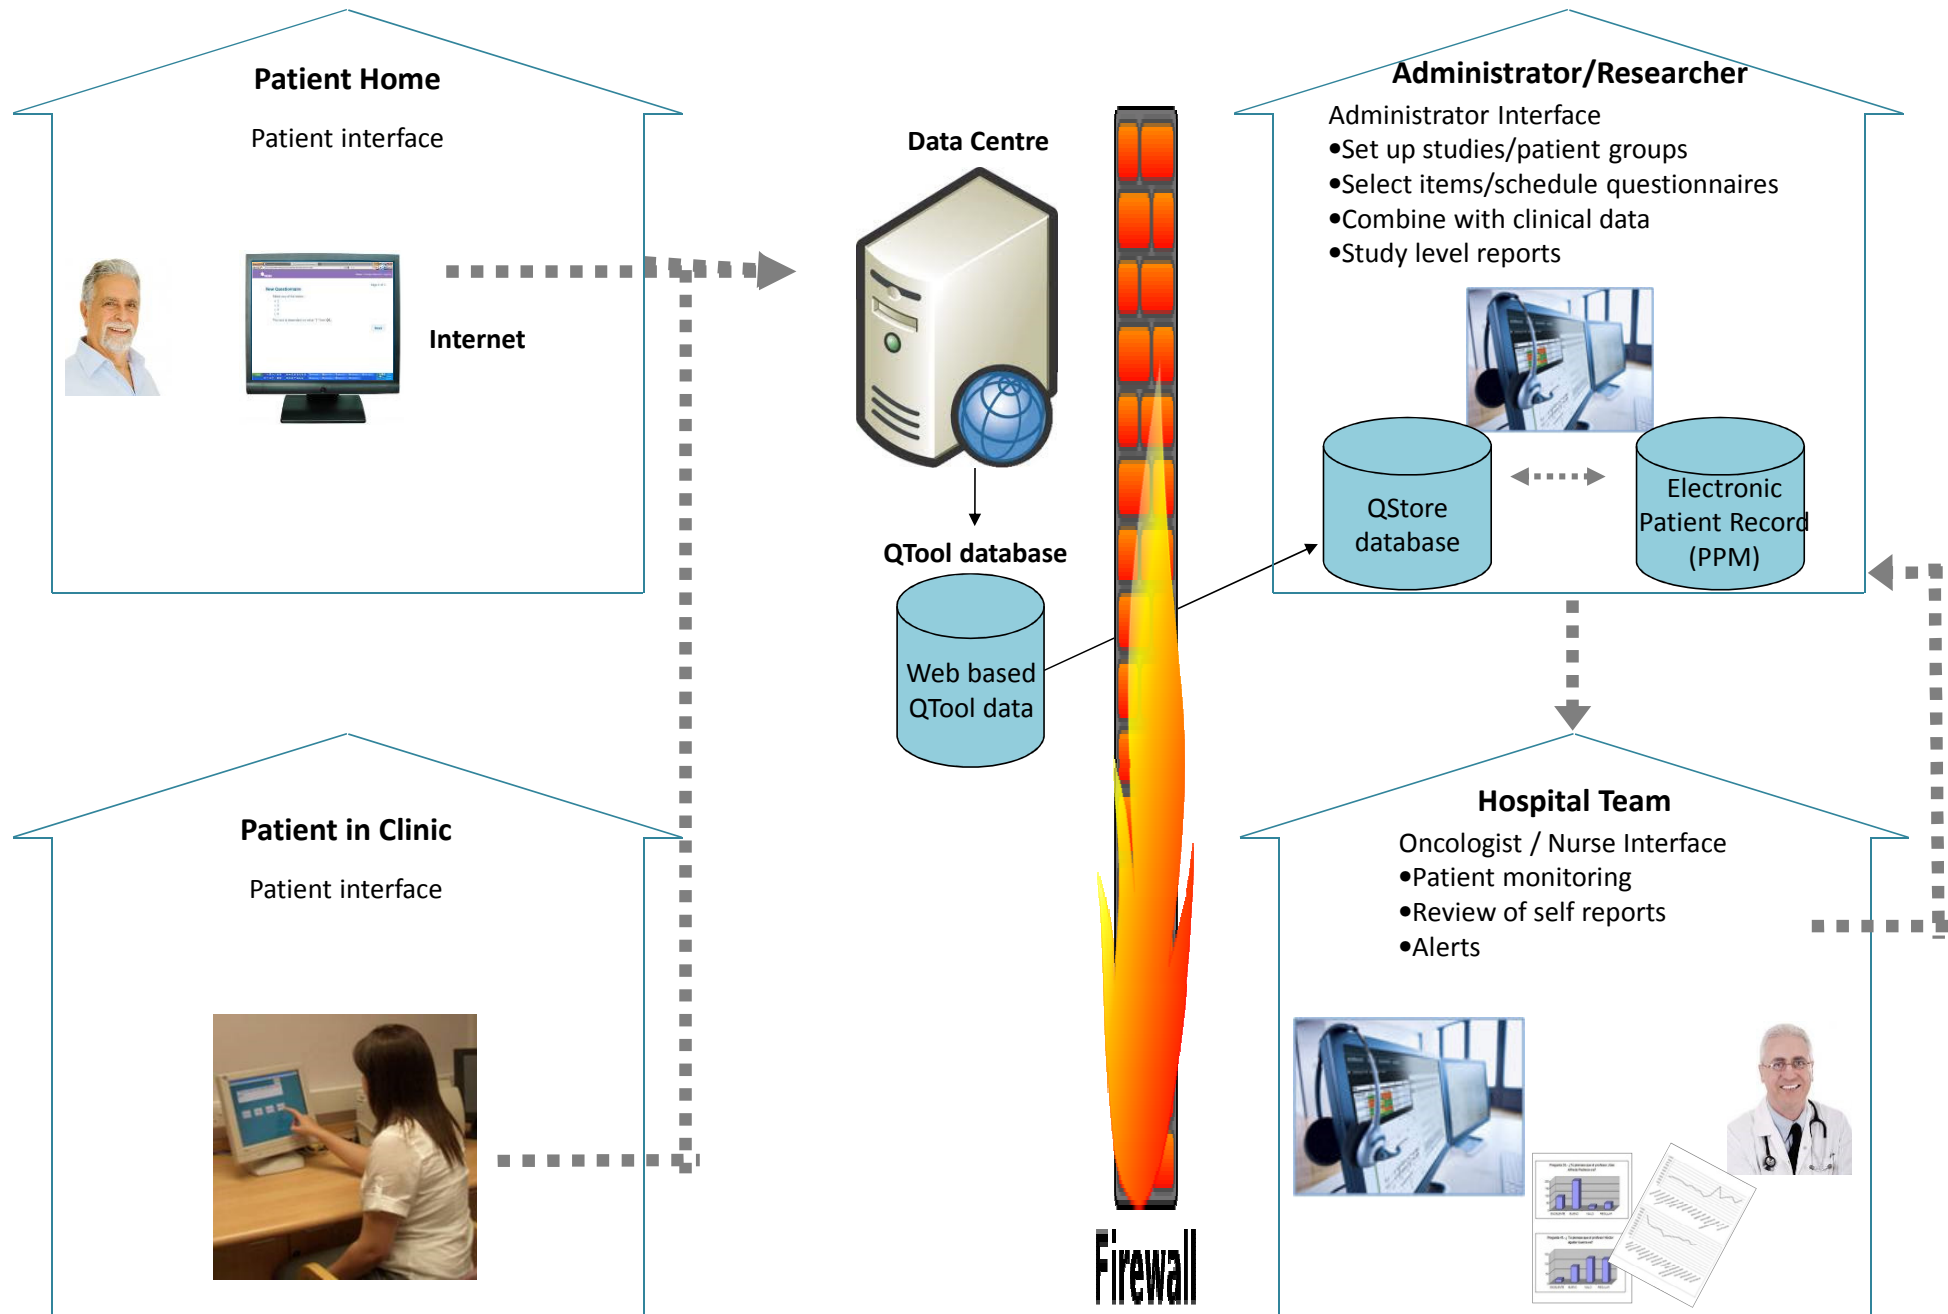 Patient Home
Patient interface
Internet
Data Centre
QTool database
Web based
QTool data
Firewall
Administrator/Researcher
Administrator Interface
•Set up studies/patient groups
•Select items/schedule questionnaires
•Combine with clinical data
•Study level reports
QStore
database
Electronic
Patient Record
(PPM)
Patient in Clinic
Patient interface
Hospital Team
Oncologist / Nurse Interface
•Patient monitoring
•Review of self reports
•Alerts